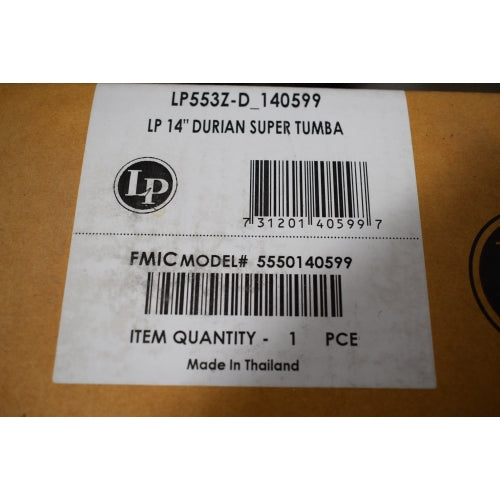 LP553Z-D_140599
LP 14" DURIAN SUPER TUMBA
LP
7 31201 40599 7
FMIC MODEL# 5550140599
ITEM QUANTITY - 1 PCE
Made In Thailand